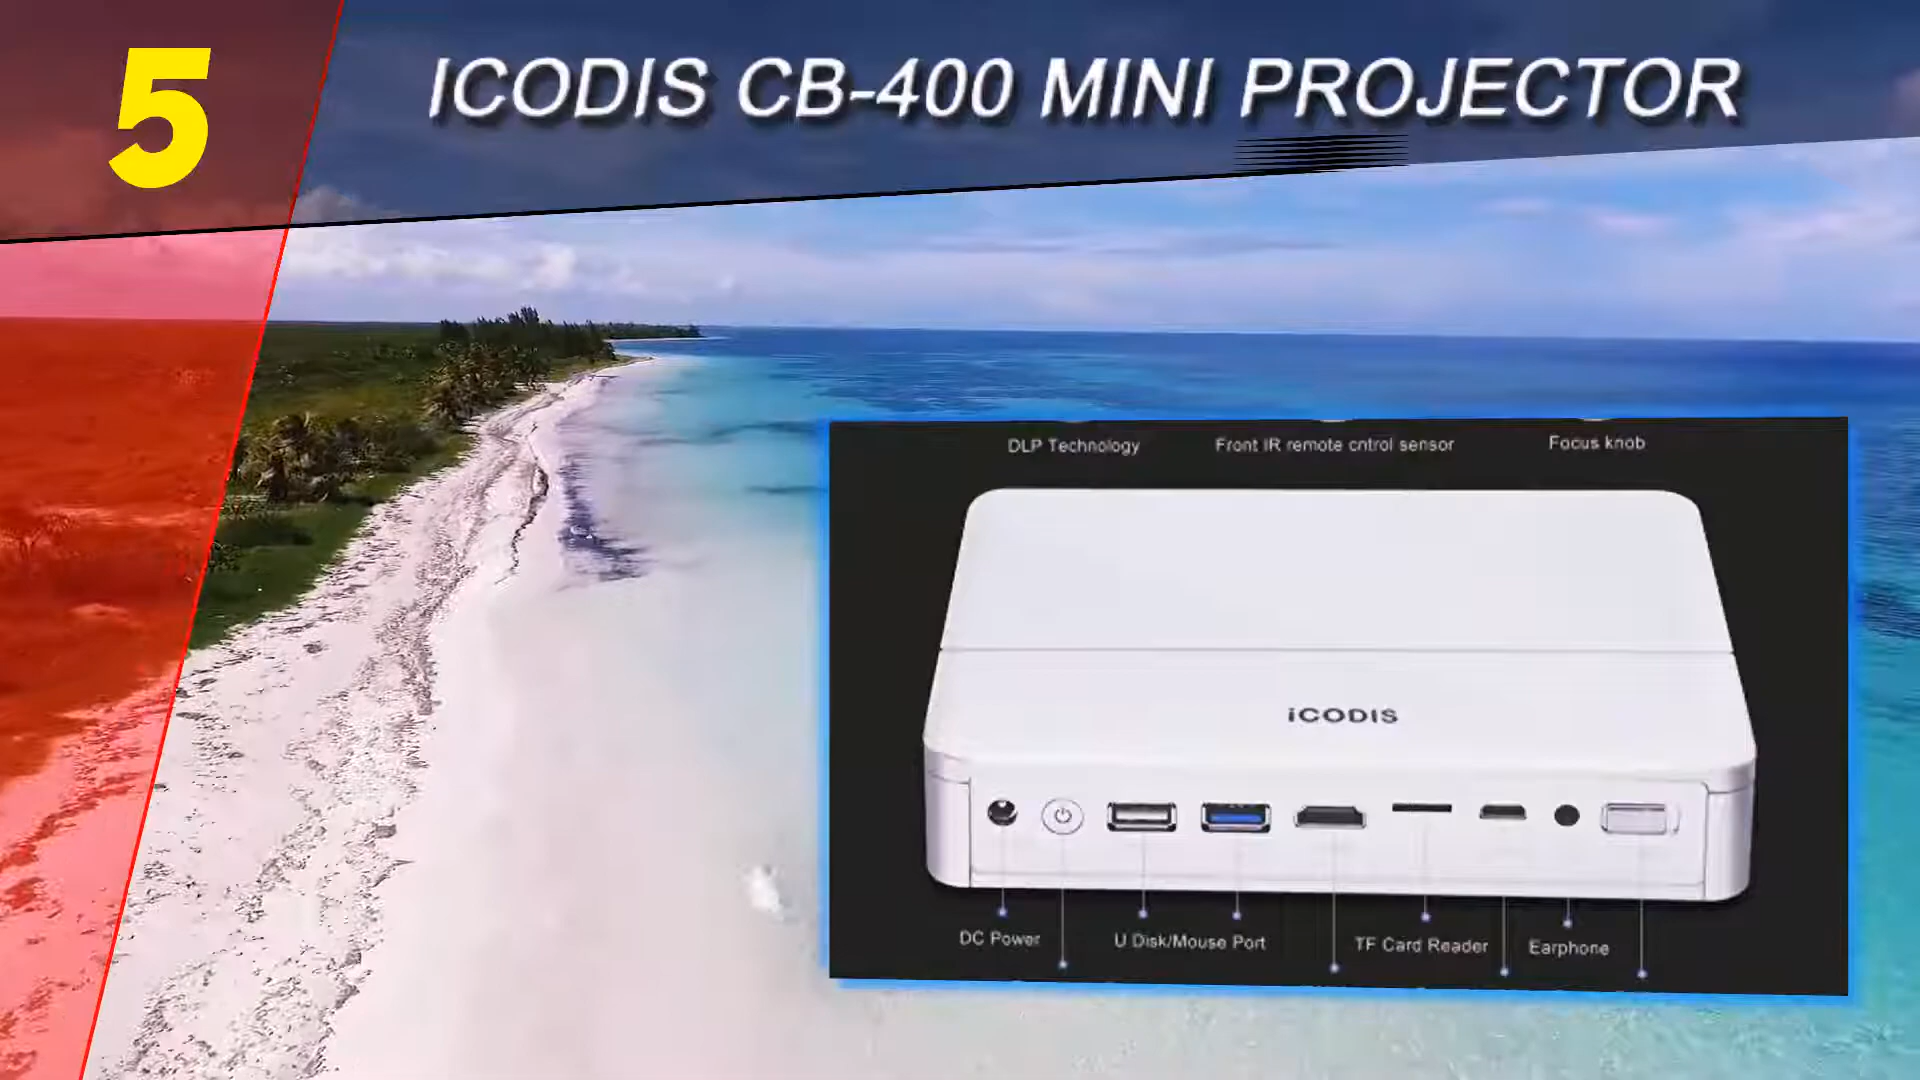 5
ICODIS CB-400 MINI PROJECTOR
DLP Technology
Front IR remote cntrol sensor
Focus knob
iCODIS
DC Power
U Disk/Mouse Port
TF Card Reader
Earphone